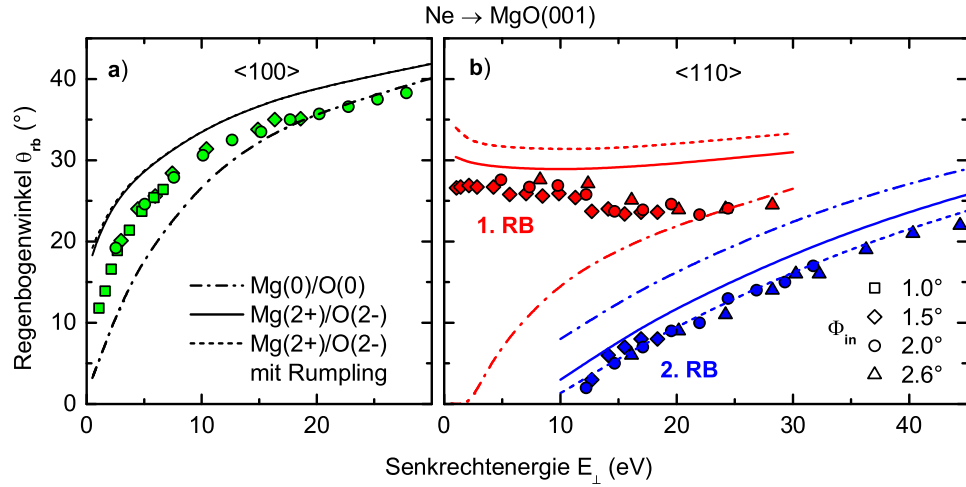 Ne → MgO(001)
a)
<100>
b)
<110>
Regenbogenwinkel θrb (°)
40
30
20
10
0
1. RB
2. RB
Mg(0)/O(0)
Mg(2+)/O(2-)
Mg(2+)/O(2-)
mit Rumpling
Φin
1.0°
1.5°
2.0°
2.6°
0 10 20
0 10 20 30 40
Senkrechtenergie E⊥ (eV)